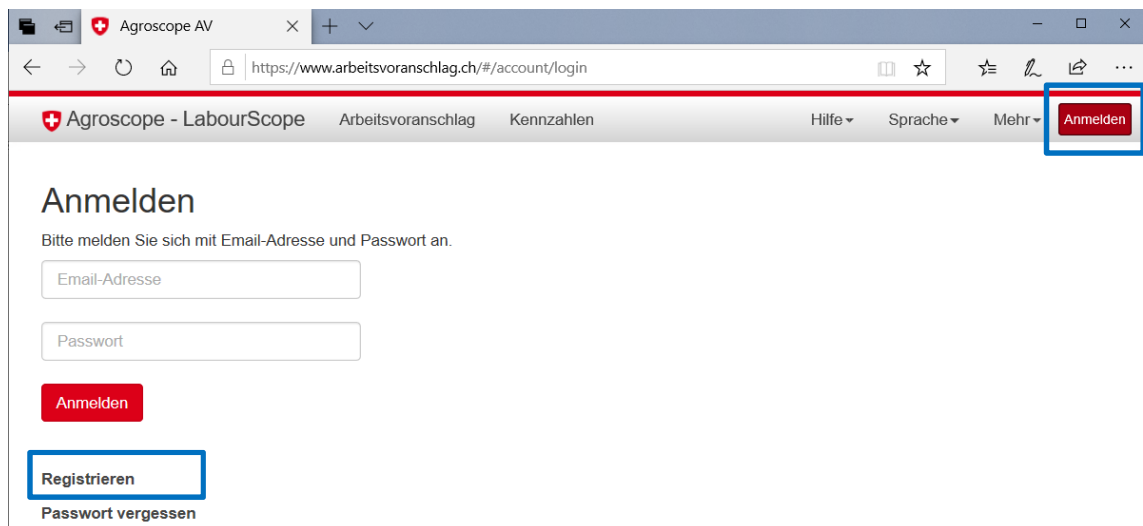 Agroscope AV
https://www.arbeitsvoranschlag.ch/#/account/login
Agroscope - LabourScope Arbeitsvoranschlag Kennzahlen Hilfe Sprache Mehr Anmelden
Anmelden
Bitte melden Sie sich mit Email-Adresse und Passwort an.
Email-Adresse
Passwort
Anmelden
Registrieren
Passwort vergessen